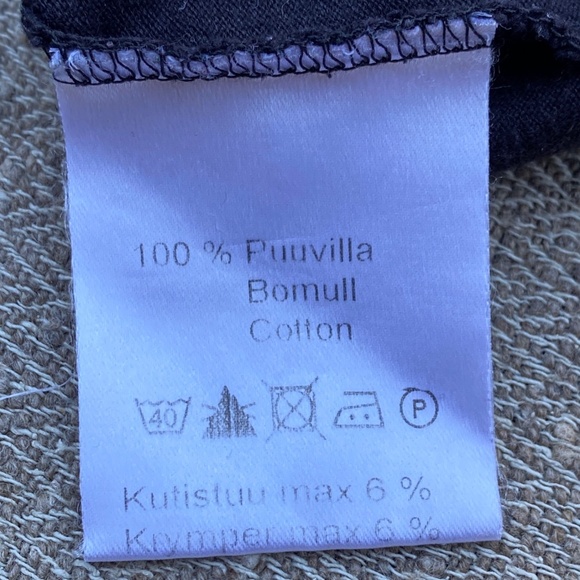 100 % Puuvilla
Bomull
Cotton
40 P
Kutistuu max 6 %
Krymper max 6 %